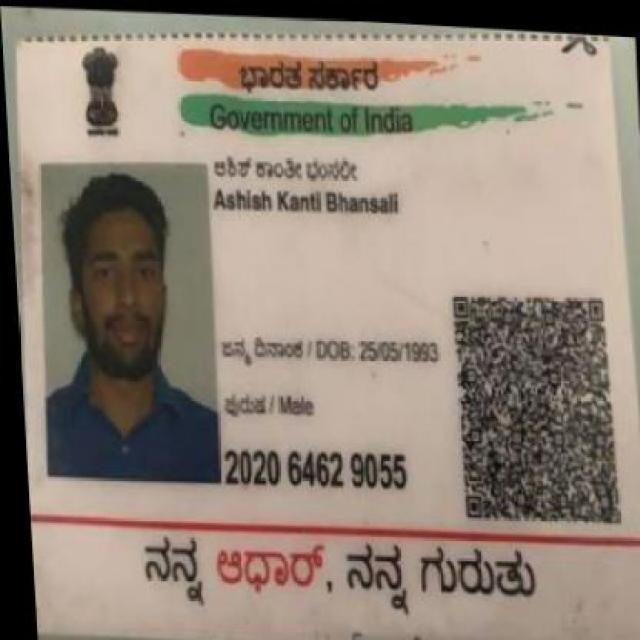 ಭಾರತ ಸರ್ಕಾರ
Government of India
ಆಶಿಶ್ ಕಾಂತೀ ಭಂಸಲೀ
Ashish Kanti Bhansali
ಜನ್ಮ ದಿನಾಂಕ / DOB: 25/05/1993
ಪುರುಷ / Male
2020 6462 9055
ನನ್ನ ಆಧಾರ್, ನನ್ನ ಗುರುತು